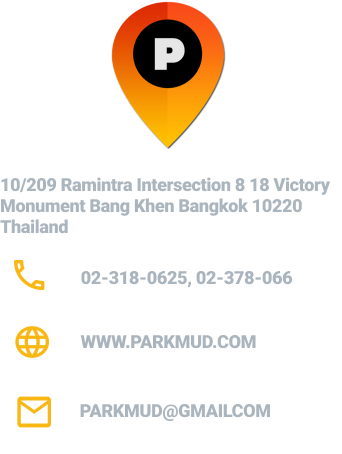 P
10/209 Ramintra Intersection 8 18 Victory
Monument Bang Khen Bangkok 10220
Thailand
02-318-0625, 02-378-066
WWW.PARKMUD.COM
PARKMUD@GMAILCOM